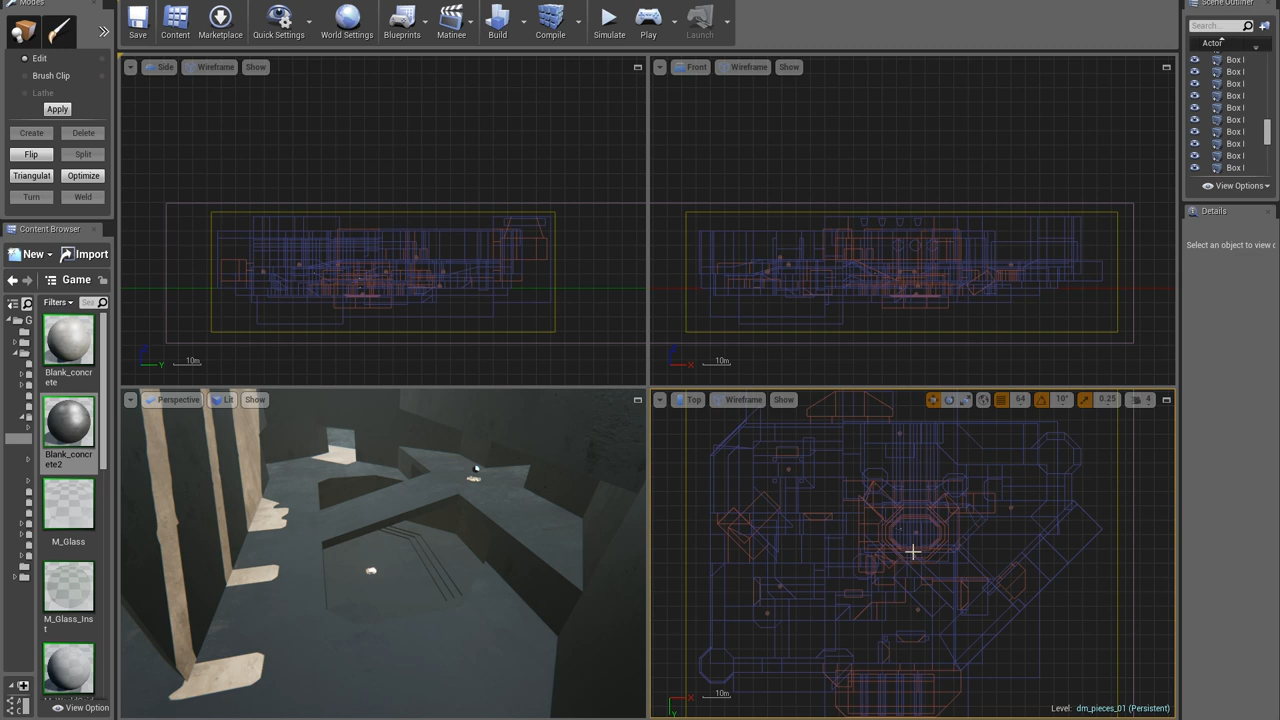 Modes
Edit
Brush Clip
Lathe
Apply
Create Delete
Flip Split
Triangulat Optimize
Turn Weld
Save Content Marketplace Quick Settings World Settings Blueprints Matinee Build Compile Simulate Play Launch
Side Wireframe Show
Front Wireframe Show
Y 10m
X 10m
Perspective Lit Show
Top Wireframe Show 64 10° 0.25 4
X 10m
Y
Level: dm_pieces_01 (Persistent)
Content Browser
New Import
Game
Filters Sea
G
Blank_concr
ete
Blank_concr
ete2
M_Glass
M_Glass_Ins
t
View Option
Scene Outliner
Search...
Actor
Box I
Box I
Box I
Box I
Box I
Box I
Box I
Box I
Box I
Box I
View Options
Details
Select an object to view d